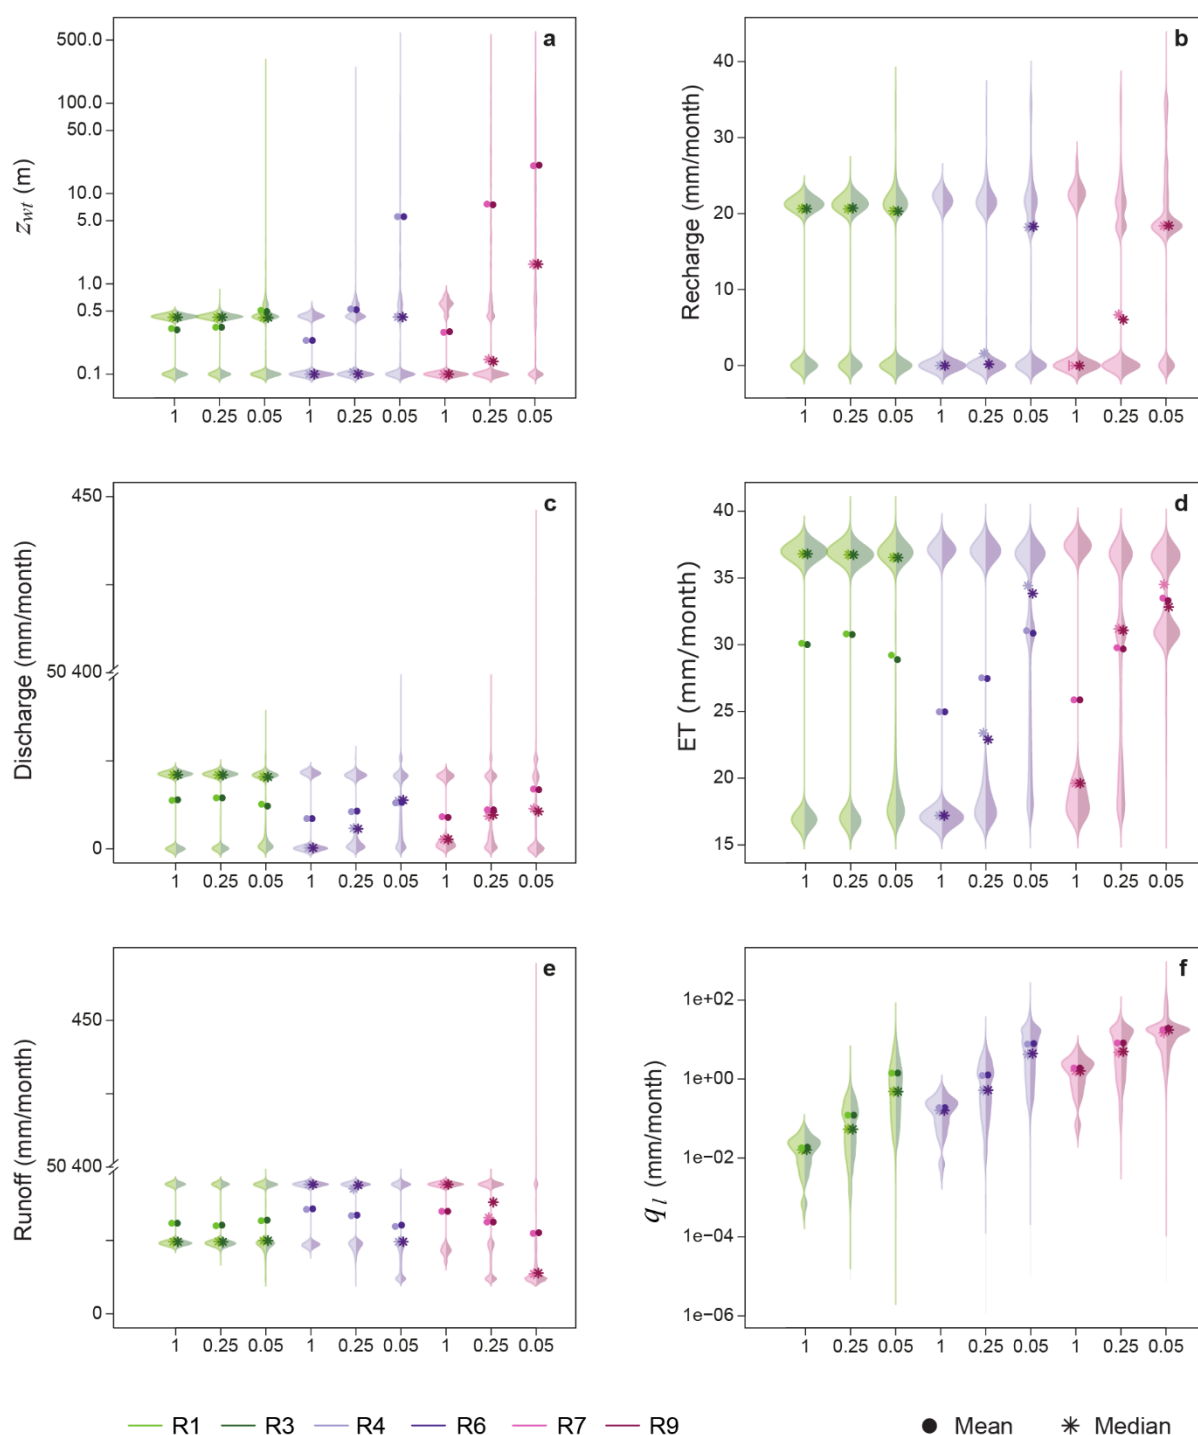 a
500.0
100.0
50.0
10.0
5.0
1.0
0.5
0.1
z_wt (m)
1 0.25 0.05 1 0.25 0.05 1 0.25 0.05
b
40
30
20
10
0
Recharge (mm/month)
1 0.25 0.05 1 0.25 0.05 1 0.25 0.05
c
450
50 400
0
Discharge (mm/month)
1 0.25 0.05 1 0.25 0.05 1 0.25 0.05
d
40
35
30
25
20
15
ET (mm/month)
1 0.25 0.05 1 0.25 0.05 1 0.25 0.05
e
450
50 400
0
Runoff (mm/month)
1 0.25 0.05 1 0.25 0.05 1 0.25 0.05
f
1e+02
1e+00
1e−02
1e−04
1e−06
q_l (mm/month)
1 0.25 0.05 1 0.25 0.05 1 0.25 0.05
R1 R3 R4 R6 R7 R9 Mean Median